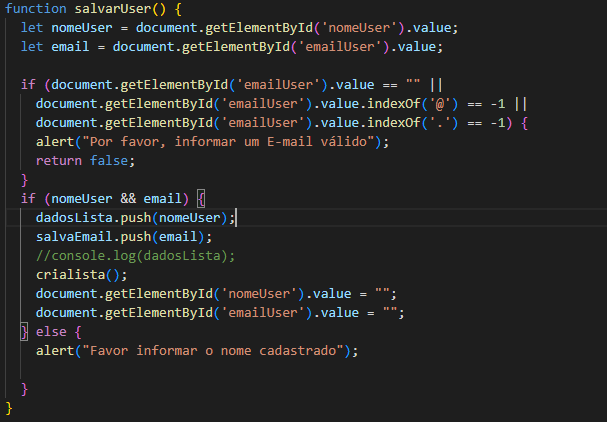 function salvarUser() {
let nomeUser = document.getElementById('nomeUser').value;
let email = document.getElementById('emailUser').value;
if (document.getElementById('emailUser').value == "" ||
document.getElementById('emailUser').value.indexOf('@') == -1 ||
document.getElementById('emailUser').value.indexOf('.') == -1) {
alert("Por favor, informar um E-mail válido");
return false;
}
if (nomeUser && email) {
dadosLista.push(nomeUser);
salvaEmail.push(email);
//console.log(dadosLista);
crialista();
document.getElementById('nomeUser').value = "";
document.getElementById('emailUser').value = "";
} else {
alert("Favor informar o nome cadastrado");
}
}